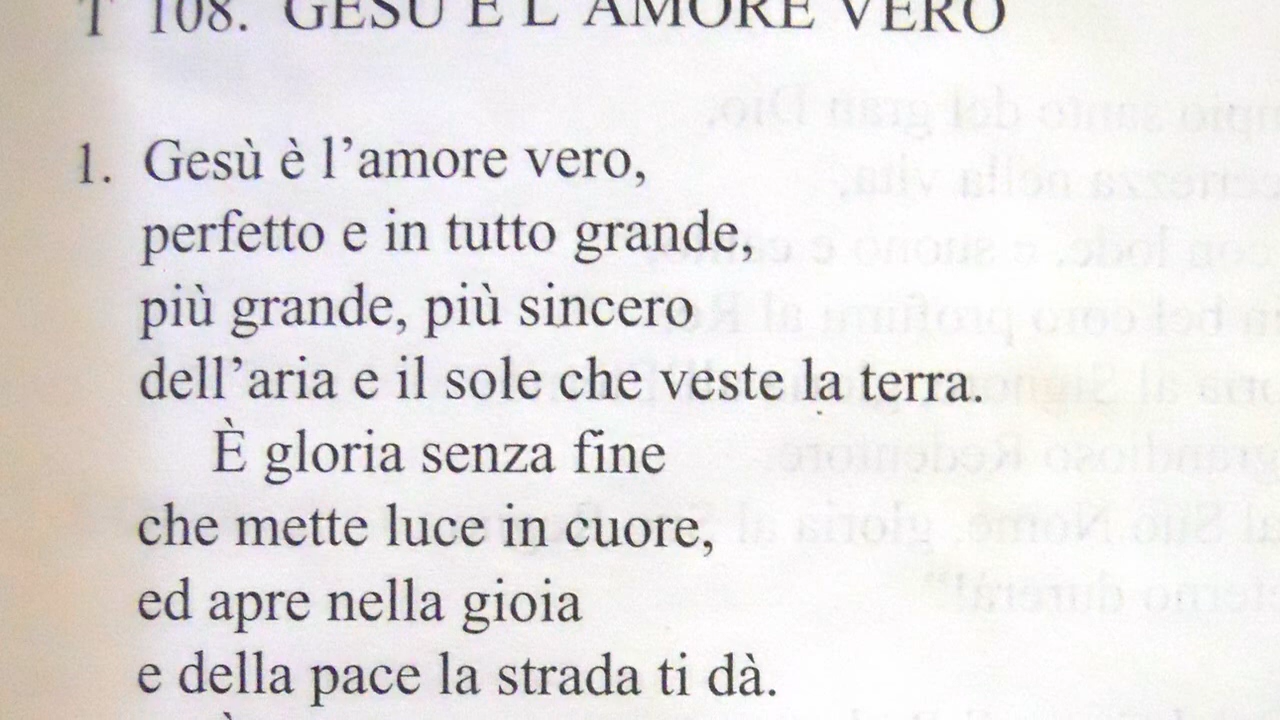 T 108. GESÙ È L'AMORE VERO
1. Gesù è l’amore vero,
perfetto e in tutto grande,
più grande, più sincero
dell’aria e il sole che veste la terra.
È gloria senza fine
che mette luce in cuore,
ed apre nella gioia
e della pace la strada ti dà.